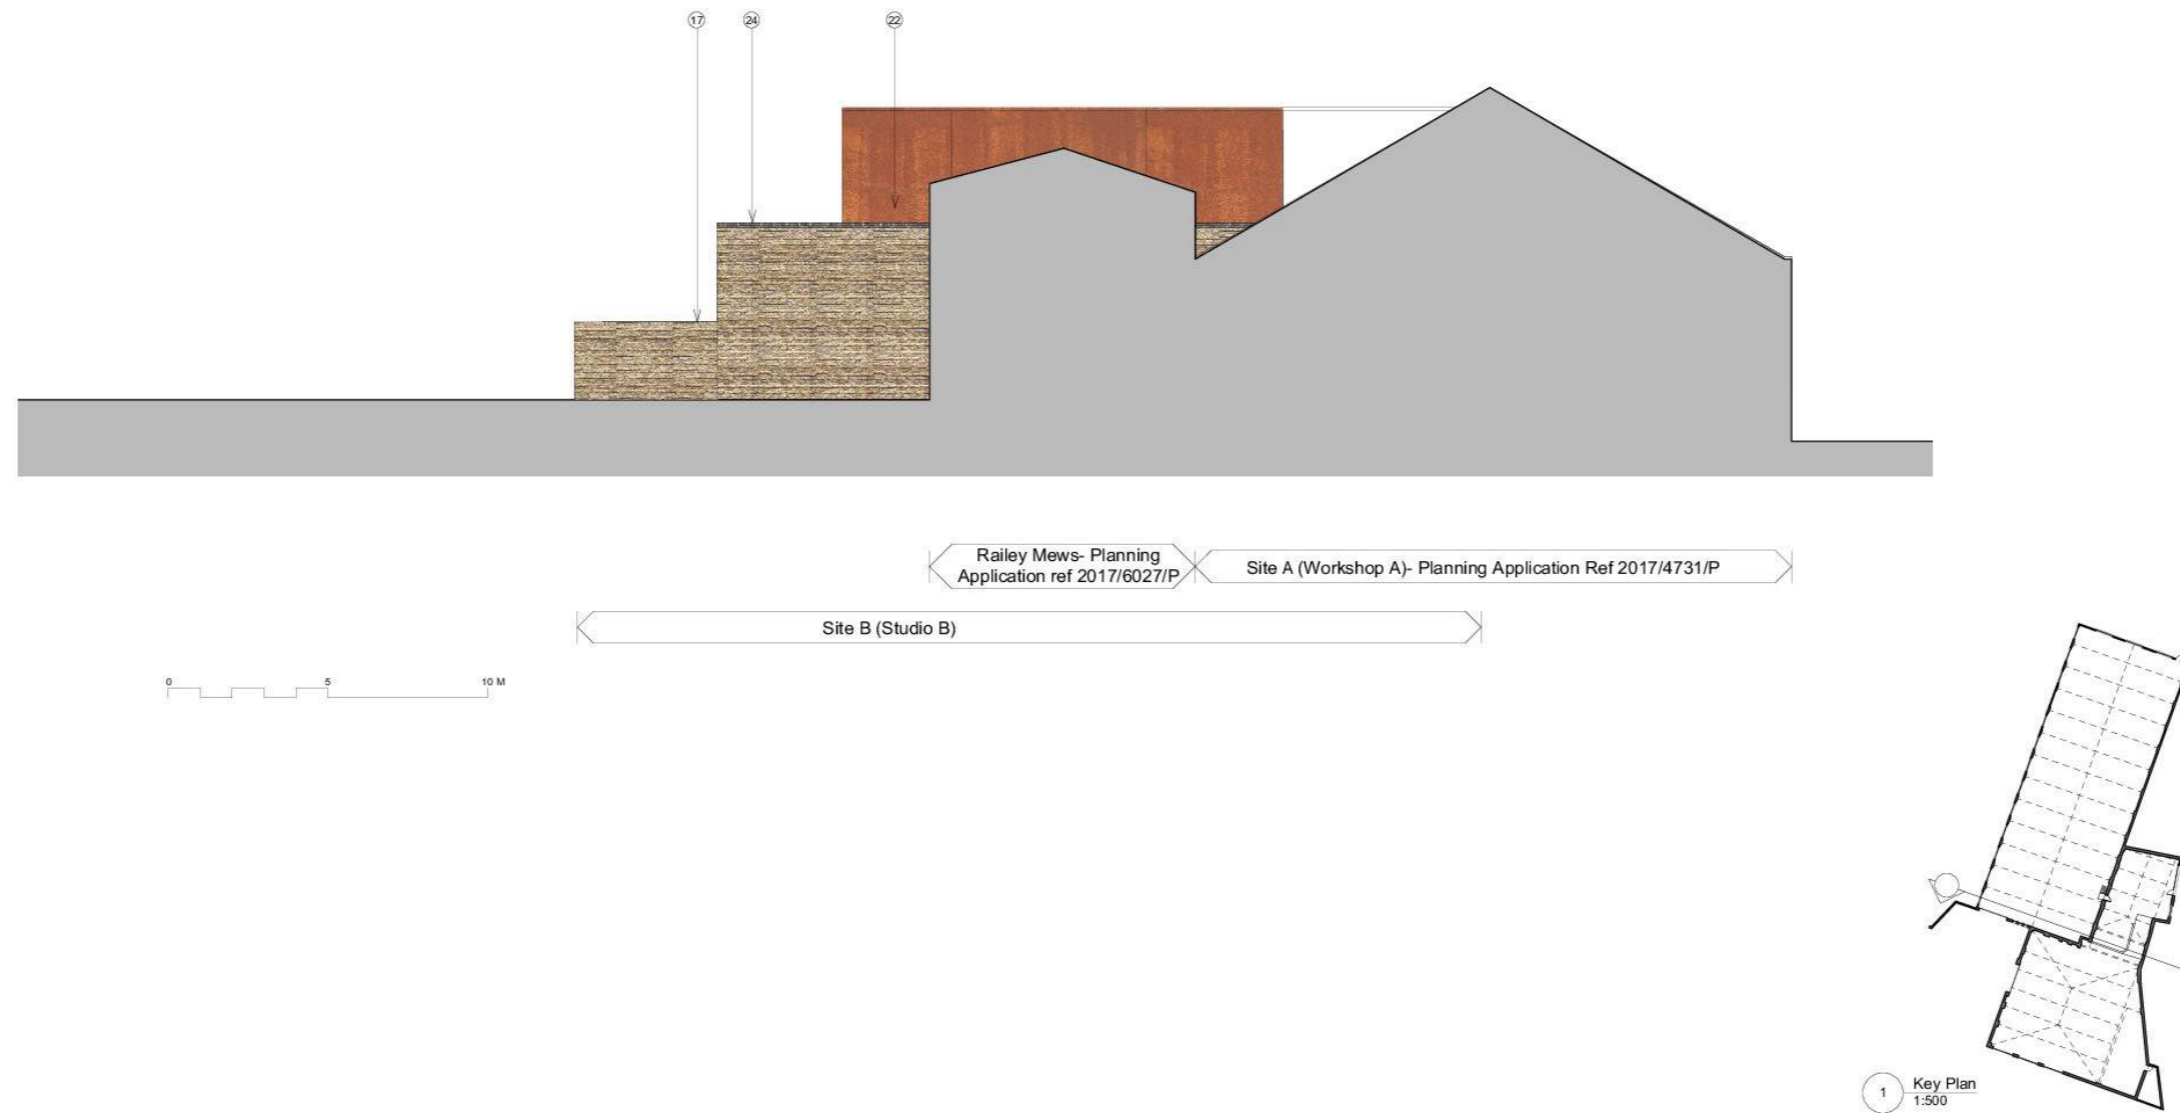 17
24
22
Railey Mews- Planning
Application ref 2017/6027/P
Site A (Workshop A)- Planning Application Ref 2017/4731/P
Site B (Studio B)
0
5
10 M
1
Key Plan
1:500